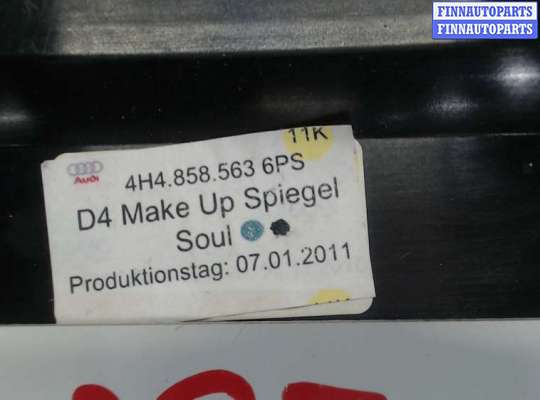 FINNAUTOPARTS
FINNAUTOPARTS
11K
Audi
4H4.858.563 6PS
D4 Make Up Spiegel
Soul
Produktionstag: 07.01.2011